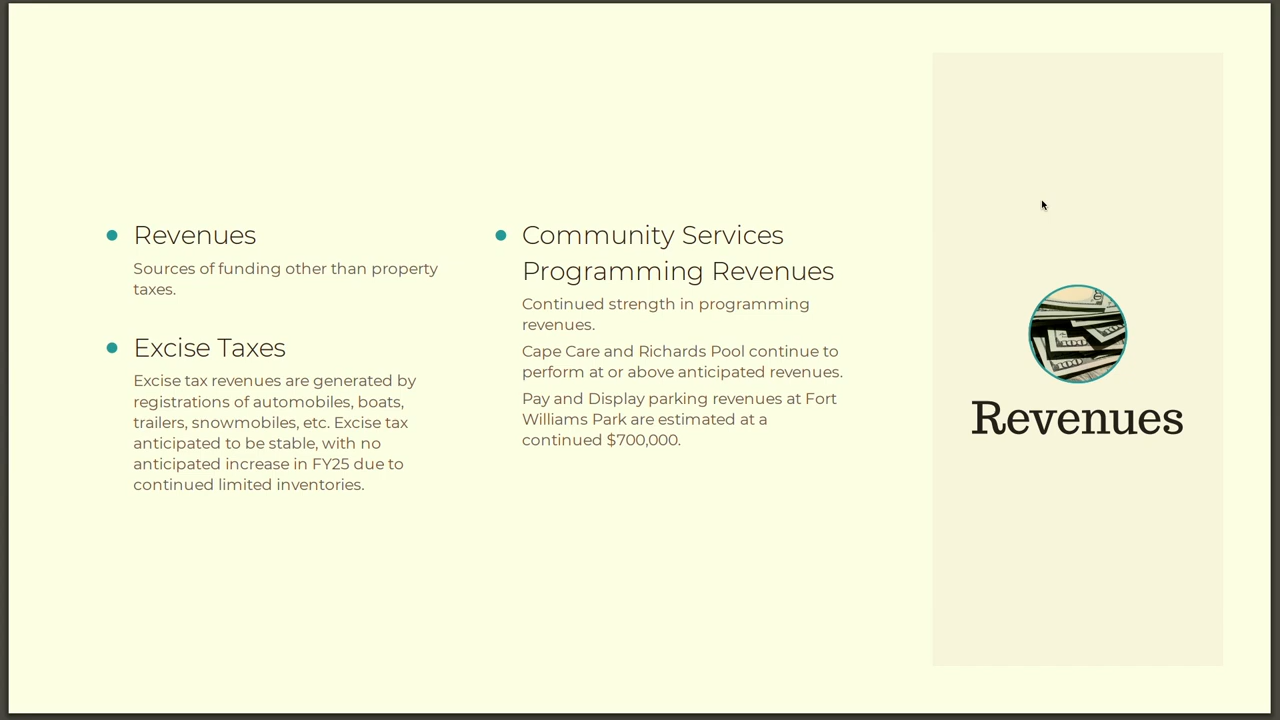 Revenues
Sources of funding other than property
taxes.
Excise Taxes
Excise tax revenues are generated by
registrations of automobiles, boats,
trailers, snowmobiles, etc. Excise tax
anticipated to be stable, with no
anticipated increase in FY25 due to
continued limited inventories.
Community Services
Programming Revenues
Continued strength in programming
revenues.
Cape Care and Richards Pool continue to
perform at or above anticipated revenues.
Pay and Display parking revenues at Fort
Williams Park are estimated at a
continued $700,000.
Revenues